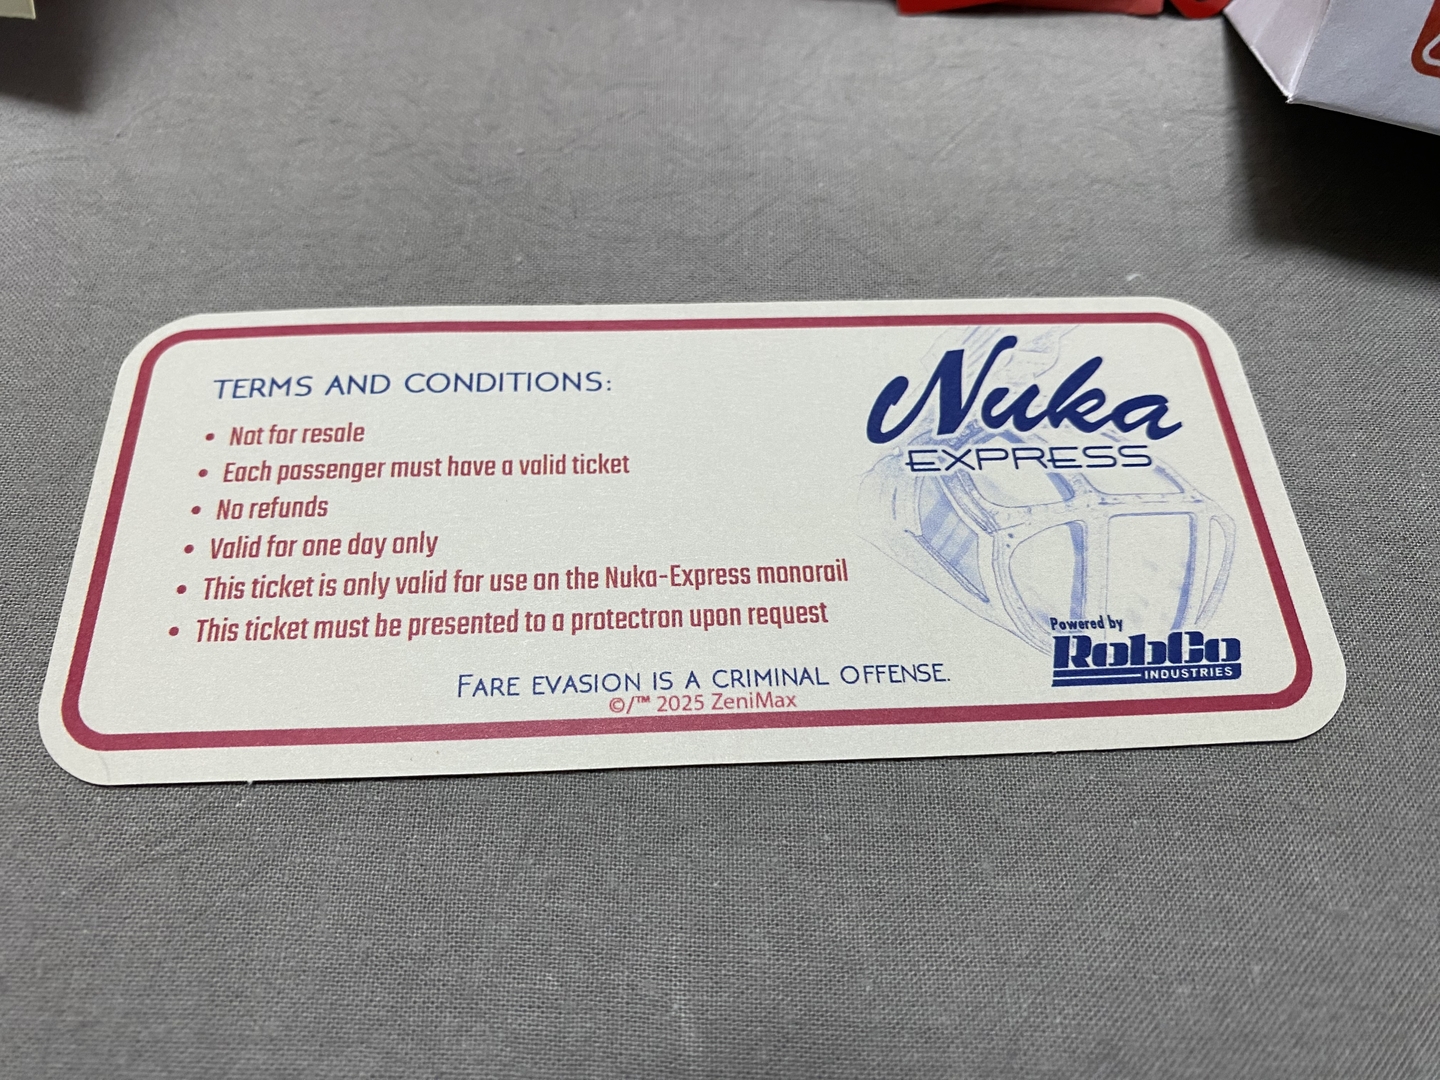 TERMS AND CONDITIONS:
• Not for resale
• Each passenger must have a valid ticket
• No refunds
• Valid for one day only
• This ticket is only valid for use on the Nuka-Express monorail
• This ticket must be presented to a protectron upon request
FARE EVASION IS A CRIMINAL OFFENSE.
©/™ 2025 ZeniMax
Nuka
EXPRESS
Powered by
RobCo
INDUSTRIES